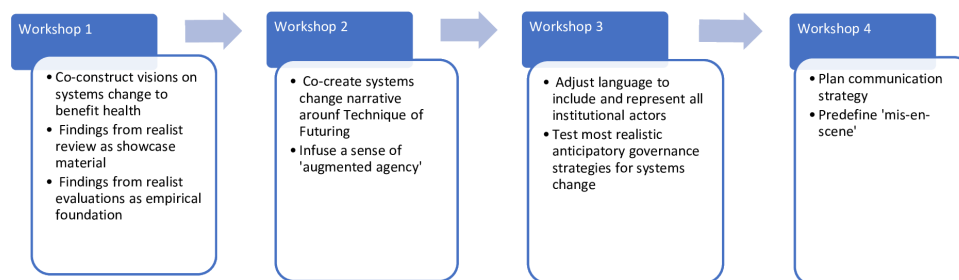 Workshop 1
• Co-construct visions on
systems change to
benefit health
• Findings from realist
review as showcase
material
• Findings from realist
evaluations as empirical
foundation
Workshop 2
• Co-create systems
change narrative
arounf Technique of
Futuring
• Infuse a sense of
'augmented agency'
Workshop 3
• Adjust language to
include and represent all
institutional actors
• Test most realistic
anticipatory governance
strategies for systems
change
Workshop 4
• Plan communication
strategy
• Predefine 'mis-en-
scene'